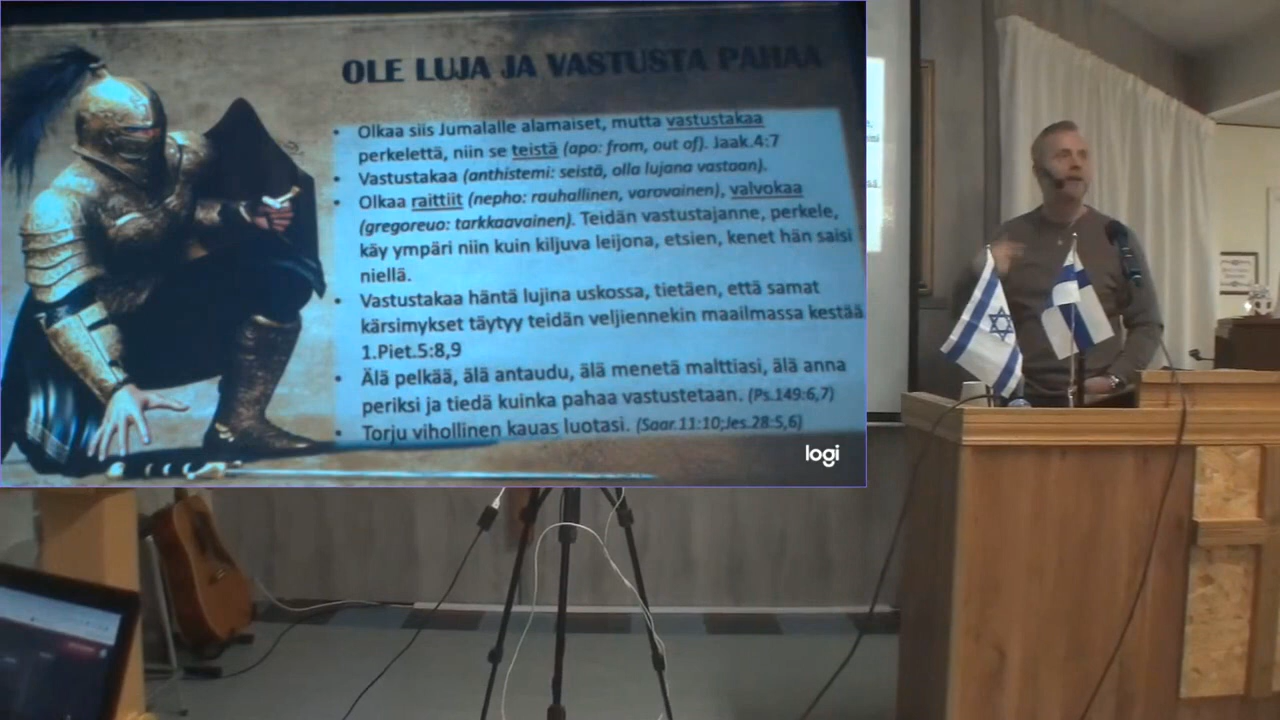 OLE LUJA JA VASTUSTA PAHAA
• Olkaa siis Jumalalle alamaiset, mutta vastustakaa
perkelettä, niin se teistä (apo: from, out of). Jaak.4:7
• Vastustakaa (anthistemi: seistä, olla lujana vastaan).
• Olkaa raittiit (nepho: rauhallinen, varovainen), valvokaa
(gregoreuo: tarkkaavainen). Teidän vastustajanne, perkele,
käy ympäri niin kuin kiljuva leijona, etsien, kenet hän saisi
niellä.
• Vastustakaa häntä lujina uskossa, tietäen, että samat
kärsimykset täytyy teidän veljiennekin maailmassa kestää
1.Piet.5:8,9
• Älä pelkää, älä antaudu, älä menetä malttiasi, älä anna
periksi ja tiedä kuinka pahaa vastustetaan. (Ps.149:6,7)
• Torju vihollinen kauas luotasi. (Saar.11:10;Jes.28:5,6)
logi